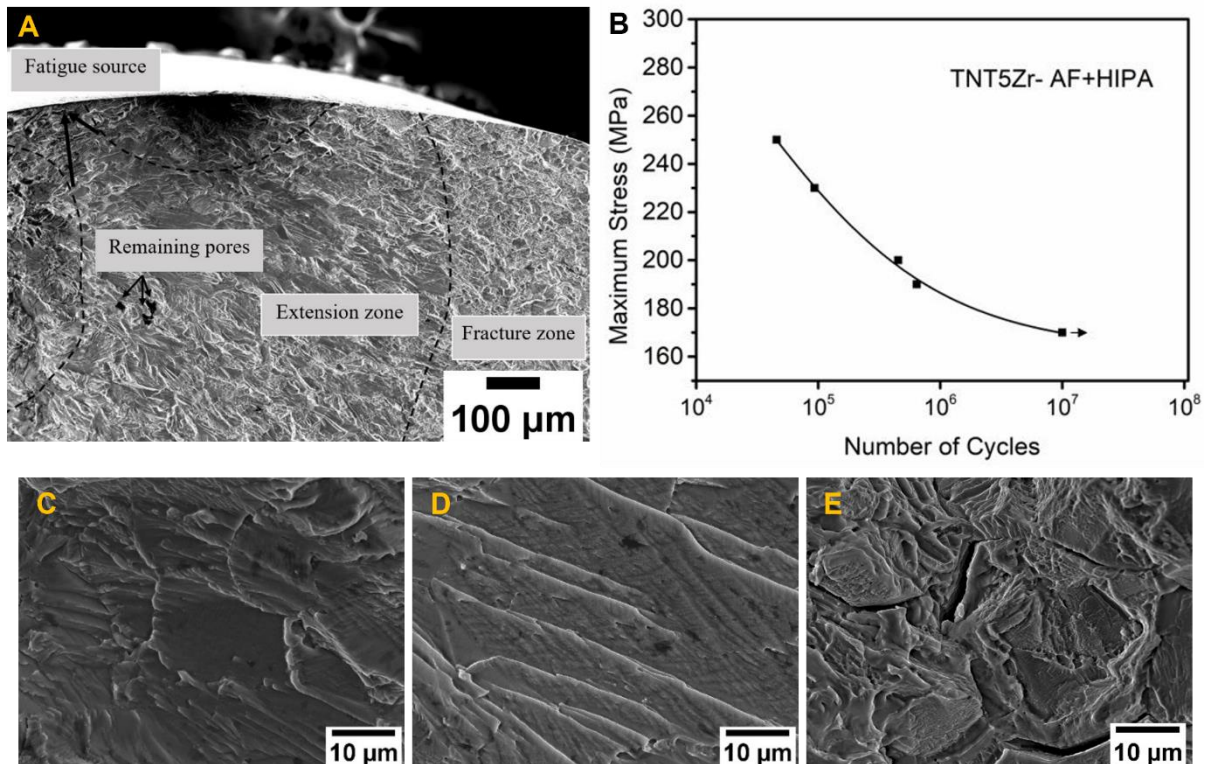 A
Fatigue source
Remaining pores
Extension zone
Fracture zone
100 µm
B
TNT5Zr- AF+HIPA
300
280
260
240
220
200
180
160
Maximum Stress (MPa)
10⁴ 10⁵ 10⁶ 10⁷ 10⁸
Number of Cycles
C
10 µm
D
10 µm
E
10 µm